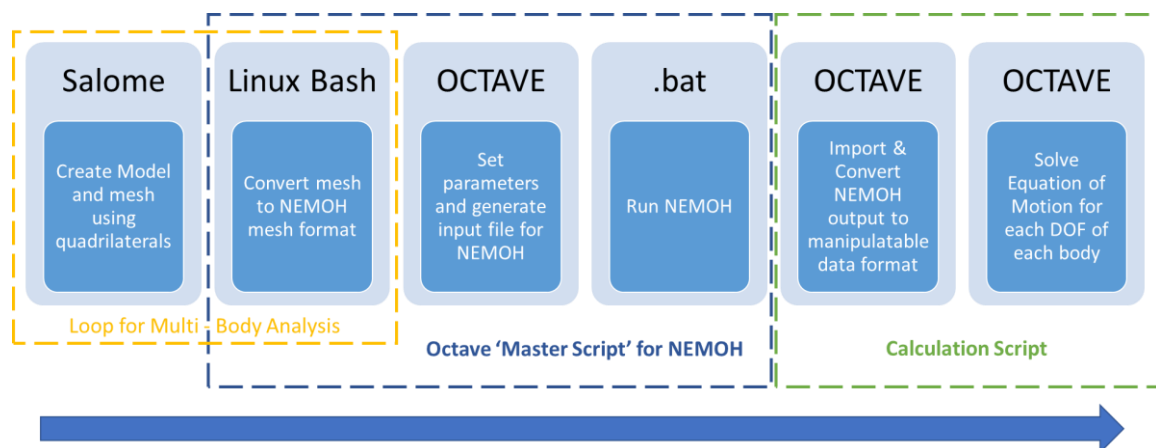 Salome
Create Model
and mesh
using
quadrilaterals
Linux Bash
Convert mesh
to NEMOH
mesh format
OCTAVE
Set
parameters
and generate
input file for
NEMOH
.bat
Run NEMOH
OCTAVE
Import &
Convert
NEMOH
output to
manipulatable
data format
OCTAVE
Solve
Equation of
Motion for
each DOF of
each body
Loop for Multi - Body Analysis
Octave ‘Master Script’ for NEMOH
Calculation Script